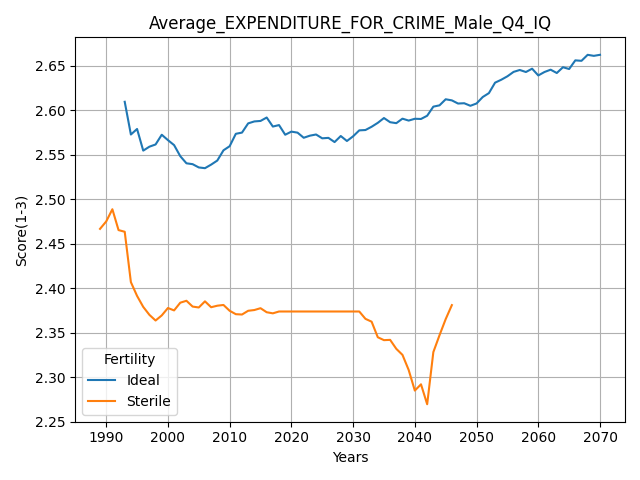 Average_EXPENDITURE_FOR_CRIME_Male_Q4_IQ
Score(1-3)
2.65
2.60
2.55
2.50
2.45
2.40
2.35
2.30
2.25
Fertility
Ideal
Sterile
1990 2000 2010 2020 2030 2040 2050 2060 2070
Years